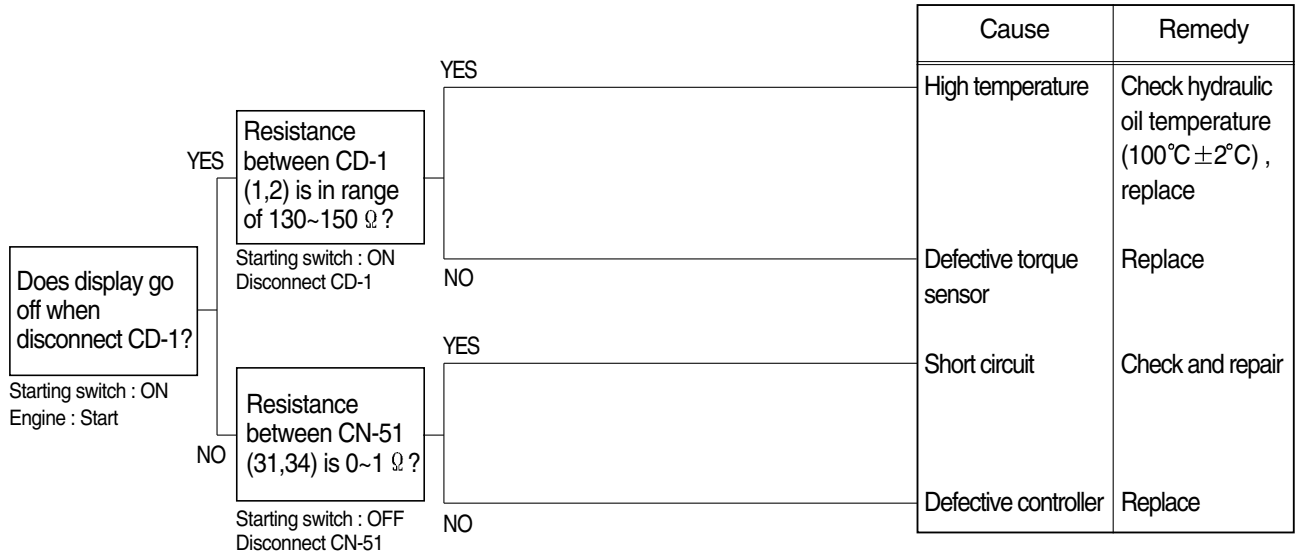 Does display go
off when
disconnect CD-1?
Starting switch : ON
Engine : Start
YES
Resistance
between CD-1
(1,2) is in range
of 130~150 Ω ?
Starting switch : ON
Disconnect CD-1
NO
Resistance
between CN-51
(31,34) is 0~1 Ω ?
Starting switch : OFF
Disconnect CN-51
YES
NO
YES
NO
Cause Remedy
High temperature Check hydraulic
oil temperature
(100°C ±2°C) ,
replace
Defective torque Replace
sensor
Short circuit Check and repair
Defective controller Replace